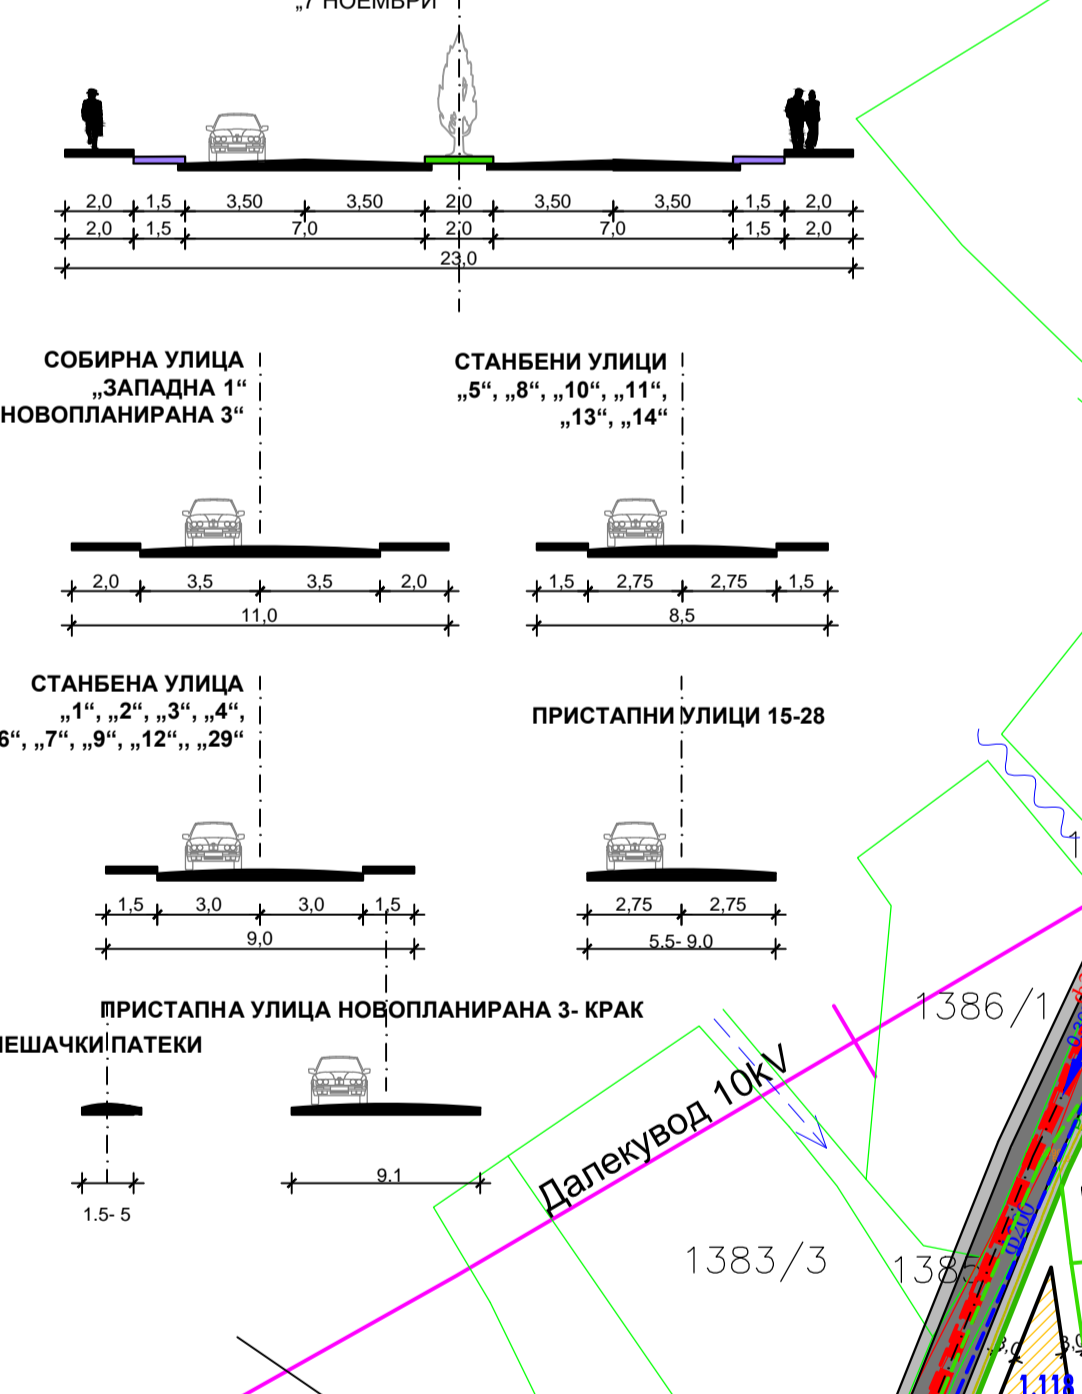 „7 НОЕМВРИ
2,0 1,5 3,50 3,50 2,0 3,50 3,50 1,5 2,0
2,0 1,5 7,0 2,0 7,0 1,5 2,0
23,0
СОБИРНА УЛИЦА
„ЗАПАДНА 1“
НОВОПЛАНИРАНА 3“
2,0 3,5 3,5 2,0
11,0
СТАНБЕНИ УЛИЦИ
„5“, „8“, „10“, „11“,
„13“, „14“
1,5 2,75 2,75 1,5
8,5
СТАНБЕНА УЛИЦА
„1“, „2“, „3“, „4“,
6“, „7“, „9“, „12“,, „29“
1,5 3,0 3,0 1,5
9,0
ПРИСТАПНИ УЛИЦИ 15-28
2,75 2,75
5.5- 9.0
ПРИСТАПНА УЛИЦА НОВОПЛАНИРАНА 3- КРАК
ПЕШАЧКИ ПАТЕКИ
1.5- 5
9.1
Далекувод 10kV
1386/1
1383/3
1385
Ф200
3,0
1.118